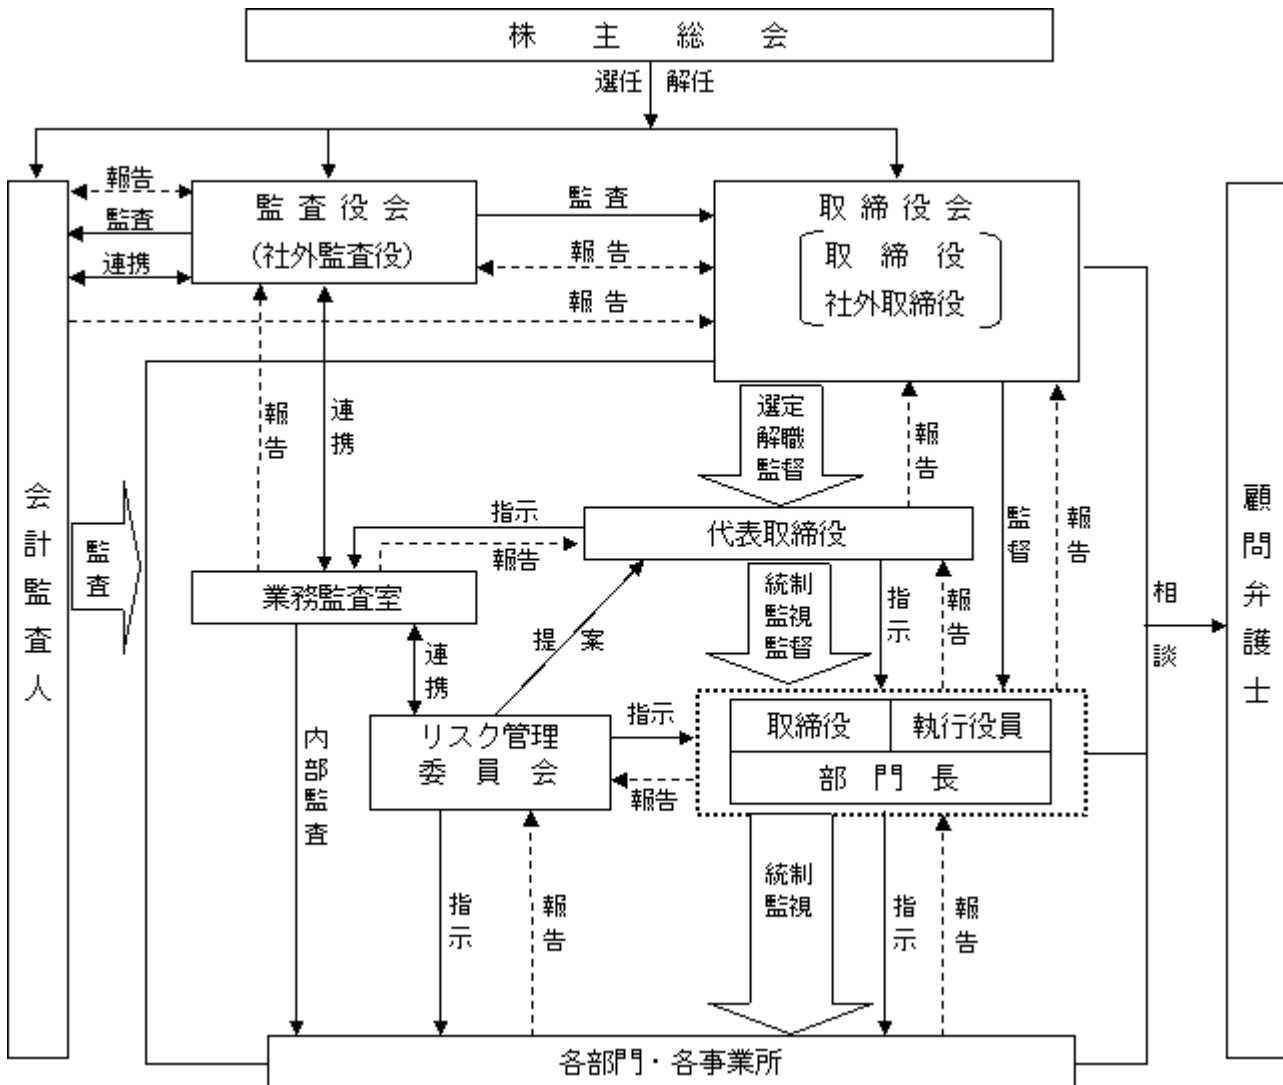 株主総会
選任 解任
報告
監査
連携
監査役会
(社外監査役)
監査
報告
報告
取締役会
取締役
社外取締役
報告
連携
選定
解職
監督
報告
監督
報告
会計監査人
監査
指示
報告
代表取締役
業務監査室
提案
統制
監視
監督
指示
報告
相談
顧問弁護士
連携
内部監査
リスク管理
委員会
指示
報告
取締役 執行役員
部門長
指示
報告
統制
監視
指示
報告
各部門・各事業所